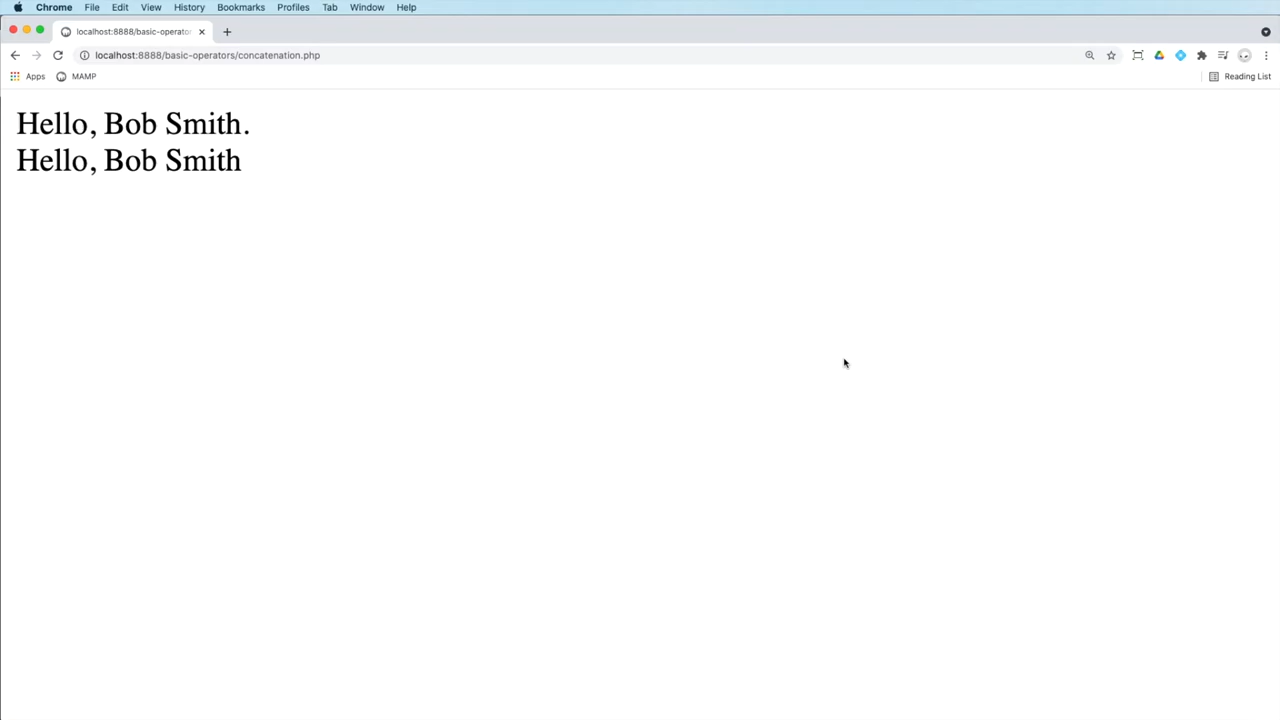 Chrome File Edit View History Bookmarks Profiles Tab Window Help
localhost:8888/basic-operator
localhost:8888/basic-operators/concatenation.php
Apps MAMP Reading List
Hello, Bob Smith.
Hello, Bob Smith